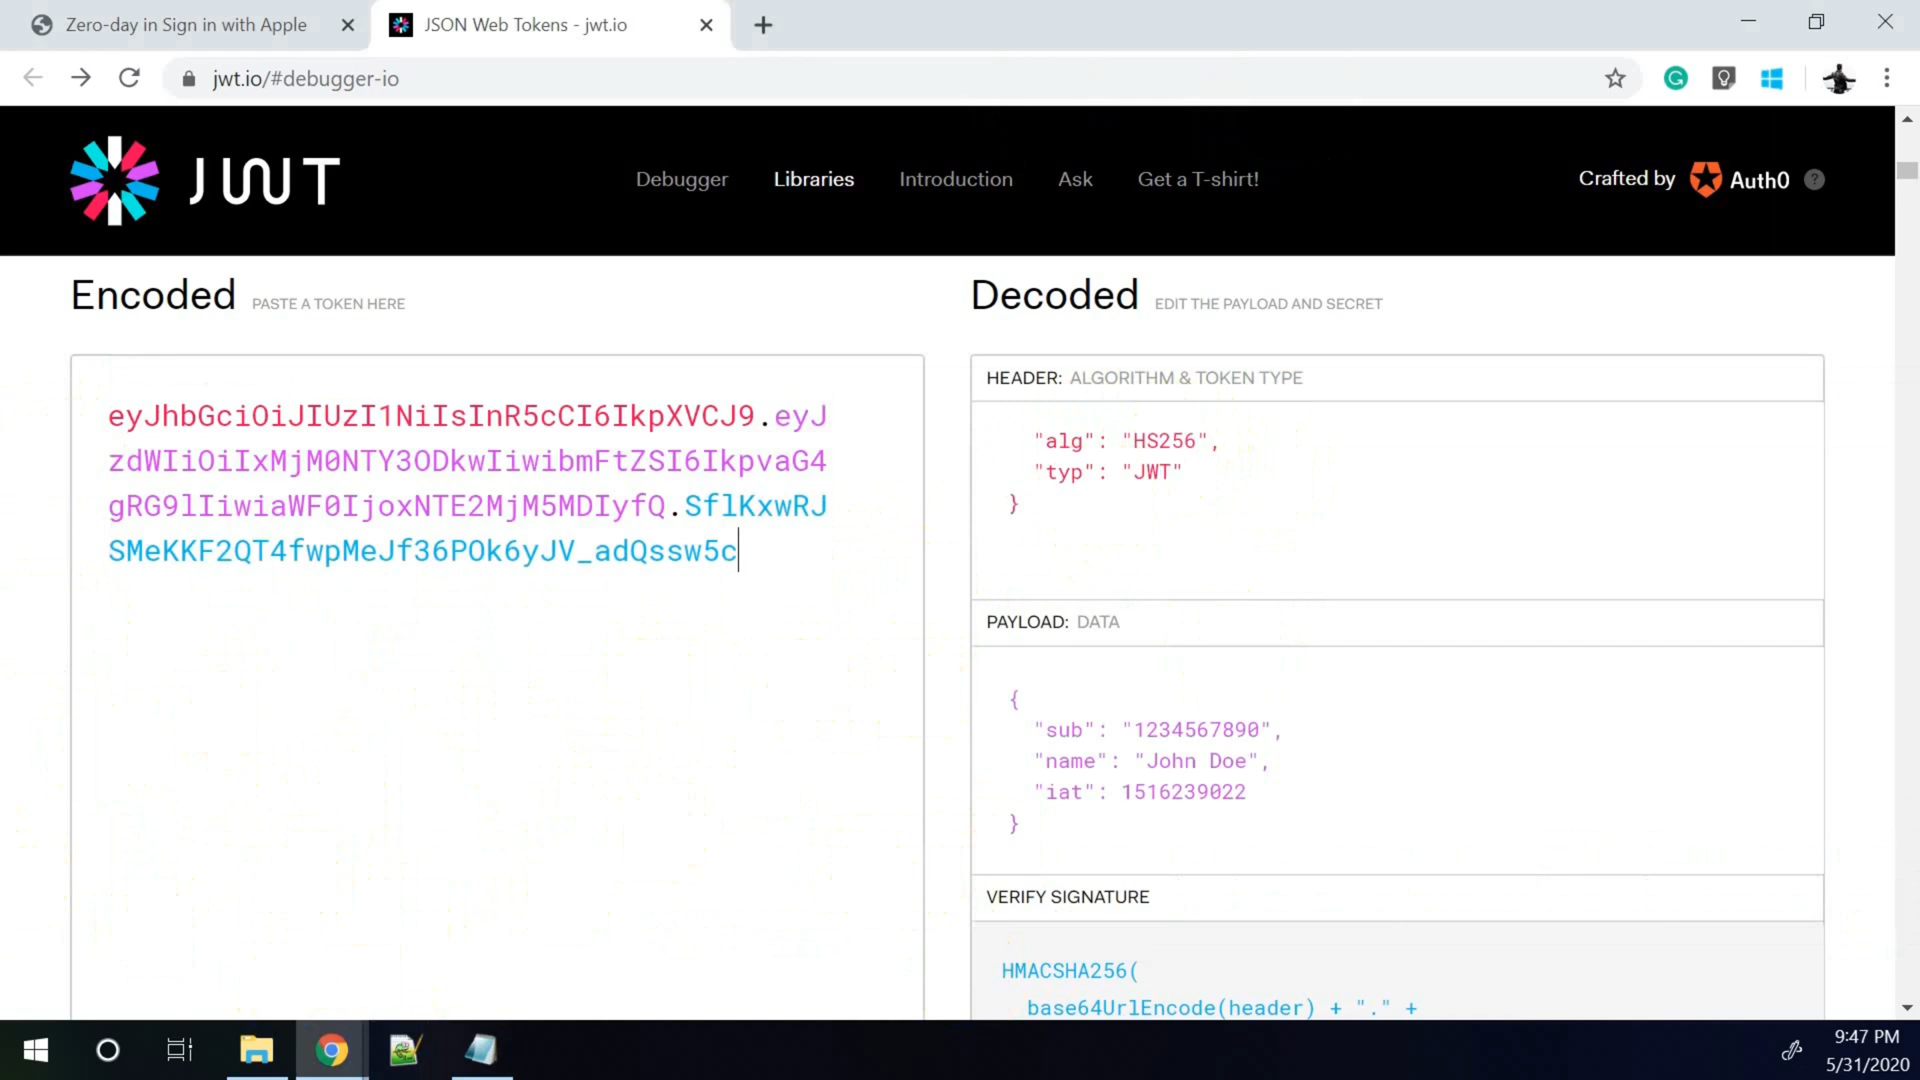 Zero-day in Sign in with Apple
JSON Web Tokens - jwt.io
jwt.io/#debugger-io
JWT
Debugger
Libraries
Introduction
Ask
Get a T-shirt!
Crafted by
Auth0
?
Encoded PASTE A TOKEN HERE
Decoded EDIT THE PAYLOAD AND SECRET
eyJhbGciOiJIUzI1NiIsInR5cCI6IkpXVCJ9.eyJ
zdWIiOiIxMjM0NTY3ODkwIiwibmFtZSI6IkpvaG4
gRG9lIiwiaWF0IjoxNTE2MjM5MDIyfQ.SflKxwRJ
SMeKKF2QT4fwpMeJf36POk6yJV_adQssw5c
HEADER: ALGORITHM & TOKEN TYPE
"alg": "HS256",
"typ": "JWT"
}
PAYLOAD: DATA
{
"sub": "1234567890",
"name": "John Doe",
"iat": 1516239022
}
VERIFY SIGNATURE
HMACSHA256(
base64UrlEncode(header) + "." +
9:47 PM
5/31/2020